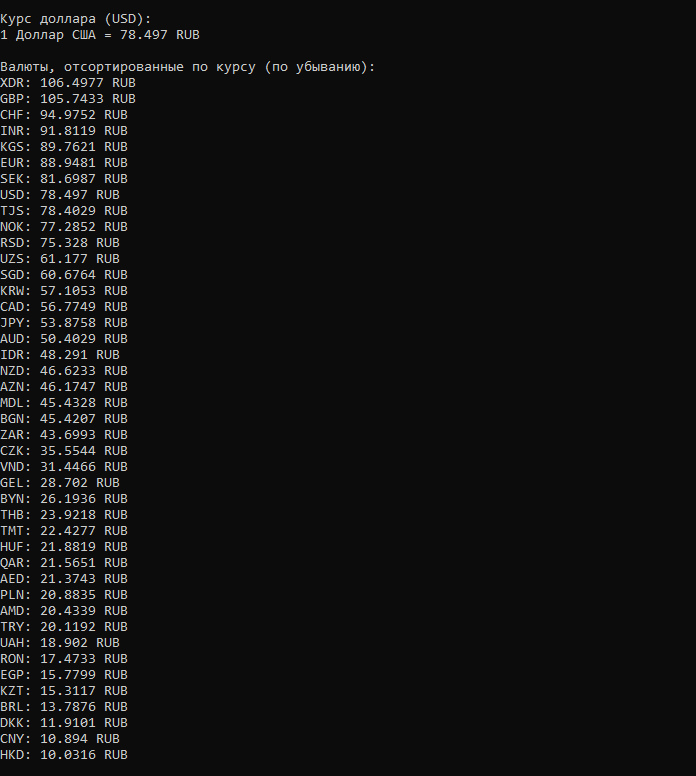 Курс доллара (USD):
1 Доллар США = 78.497 RUB
Валюты, отсортированные по курсу (по убыванию):
XDR: 106.4977 RUB
GBP: 105.7433 RUB
CHF: 94.9752 RUB
INR: 91.8119 RUB
KGS: 89.7621 RUB
EUR: 88.9481 RUB
SEK: 81.6987 RUB
USD: 78.497 RUB
TJS: 78.4029 RUB
NOK: 77.2852 RUB
RSD: 75.328 RUB
UZS: 61.177 RUB
SGD: 60.6764 RUB
KRW: 57.1053 RUB
CAD: 56.7749 RUB
JPY: 53.8758 RUB
AUD: 50.4029 RUB
IDR: 48.291 RUB
NZD: 46.6233 RUB
AZN: 46.1747 RUB
MDL: 45.4328 RUB
BGN: 45.4207 RUB
ZAR: 43.6993 RUB
CZK: 35.5544 RUB
VND: 31.4466 RUB
GEL: 28.702 RUB
BYN: 26.1936 RUB
THB: 23.9218 RUB
TMT: 22.4277 RUB
HUF: 21.8819 RUB
QAR: 21.5651 RUB
AED: 21.3743 RUB
PLN: 20.8835 RUB
AMD: 20.4339 RUB
TRY: 20.1192 RUB
UAH: 18.902 RUB
RON: 17.4733 RUB
EGP: 15.7799 RUB
KZT: 15.3117 RUB
BRL: 13.7876 RUB
DKK: 11.9101 RUB
CNY: 10.894 RUB
HKD: 10.0316 RUB